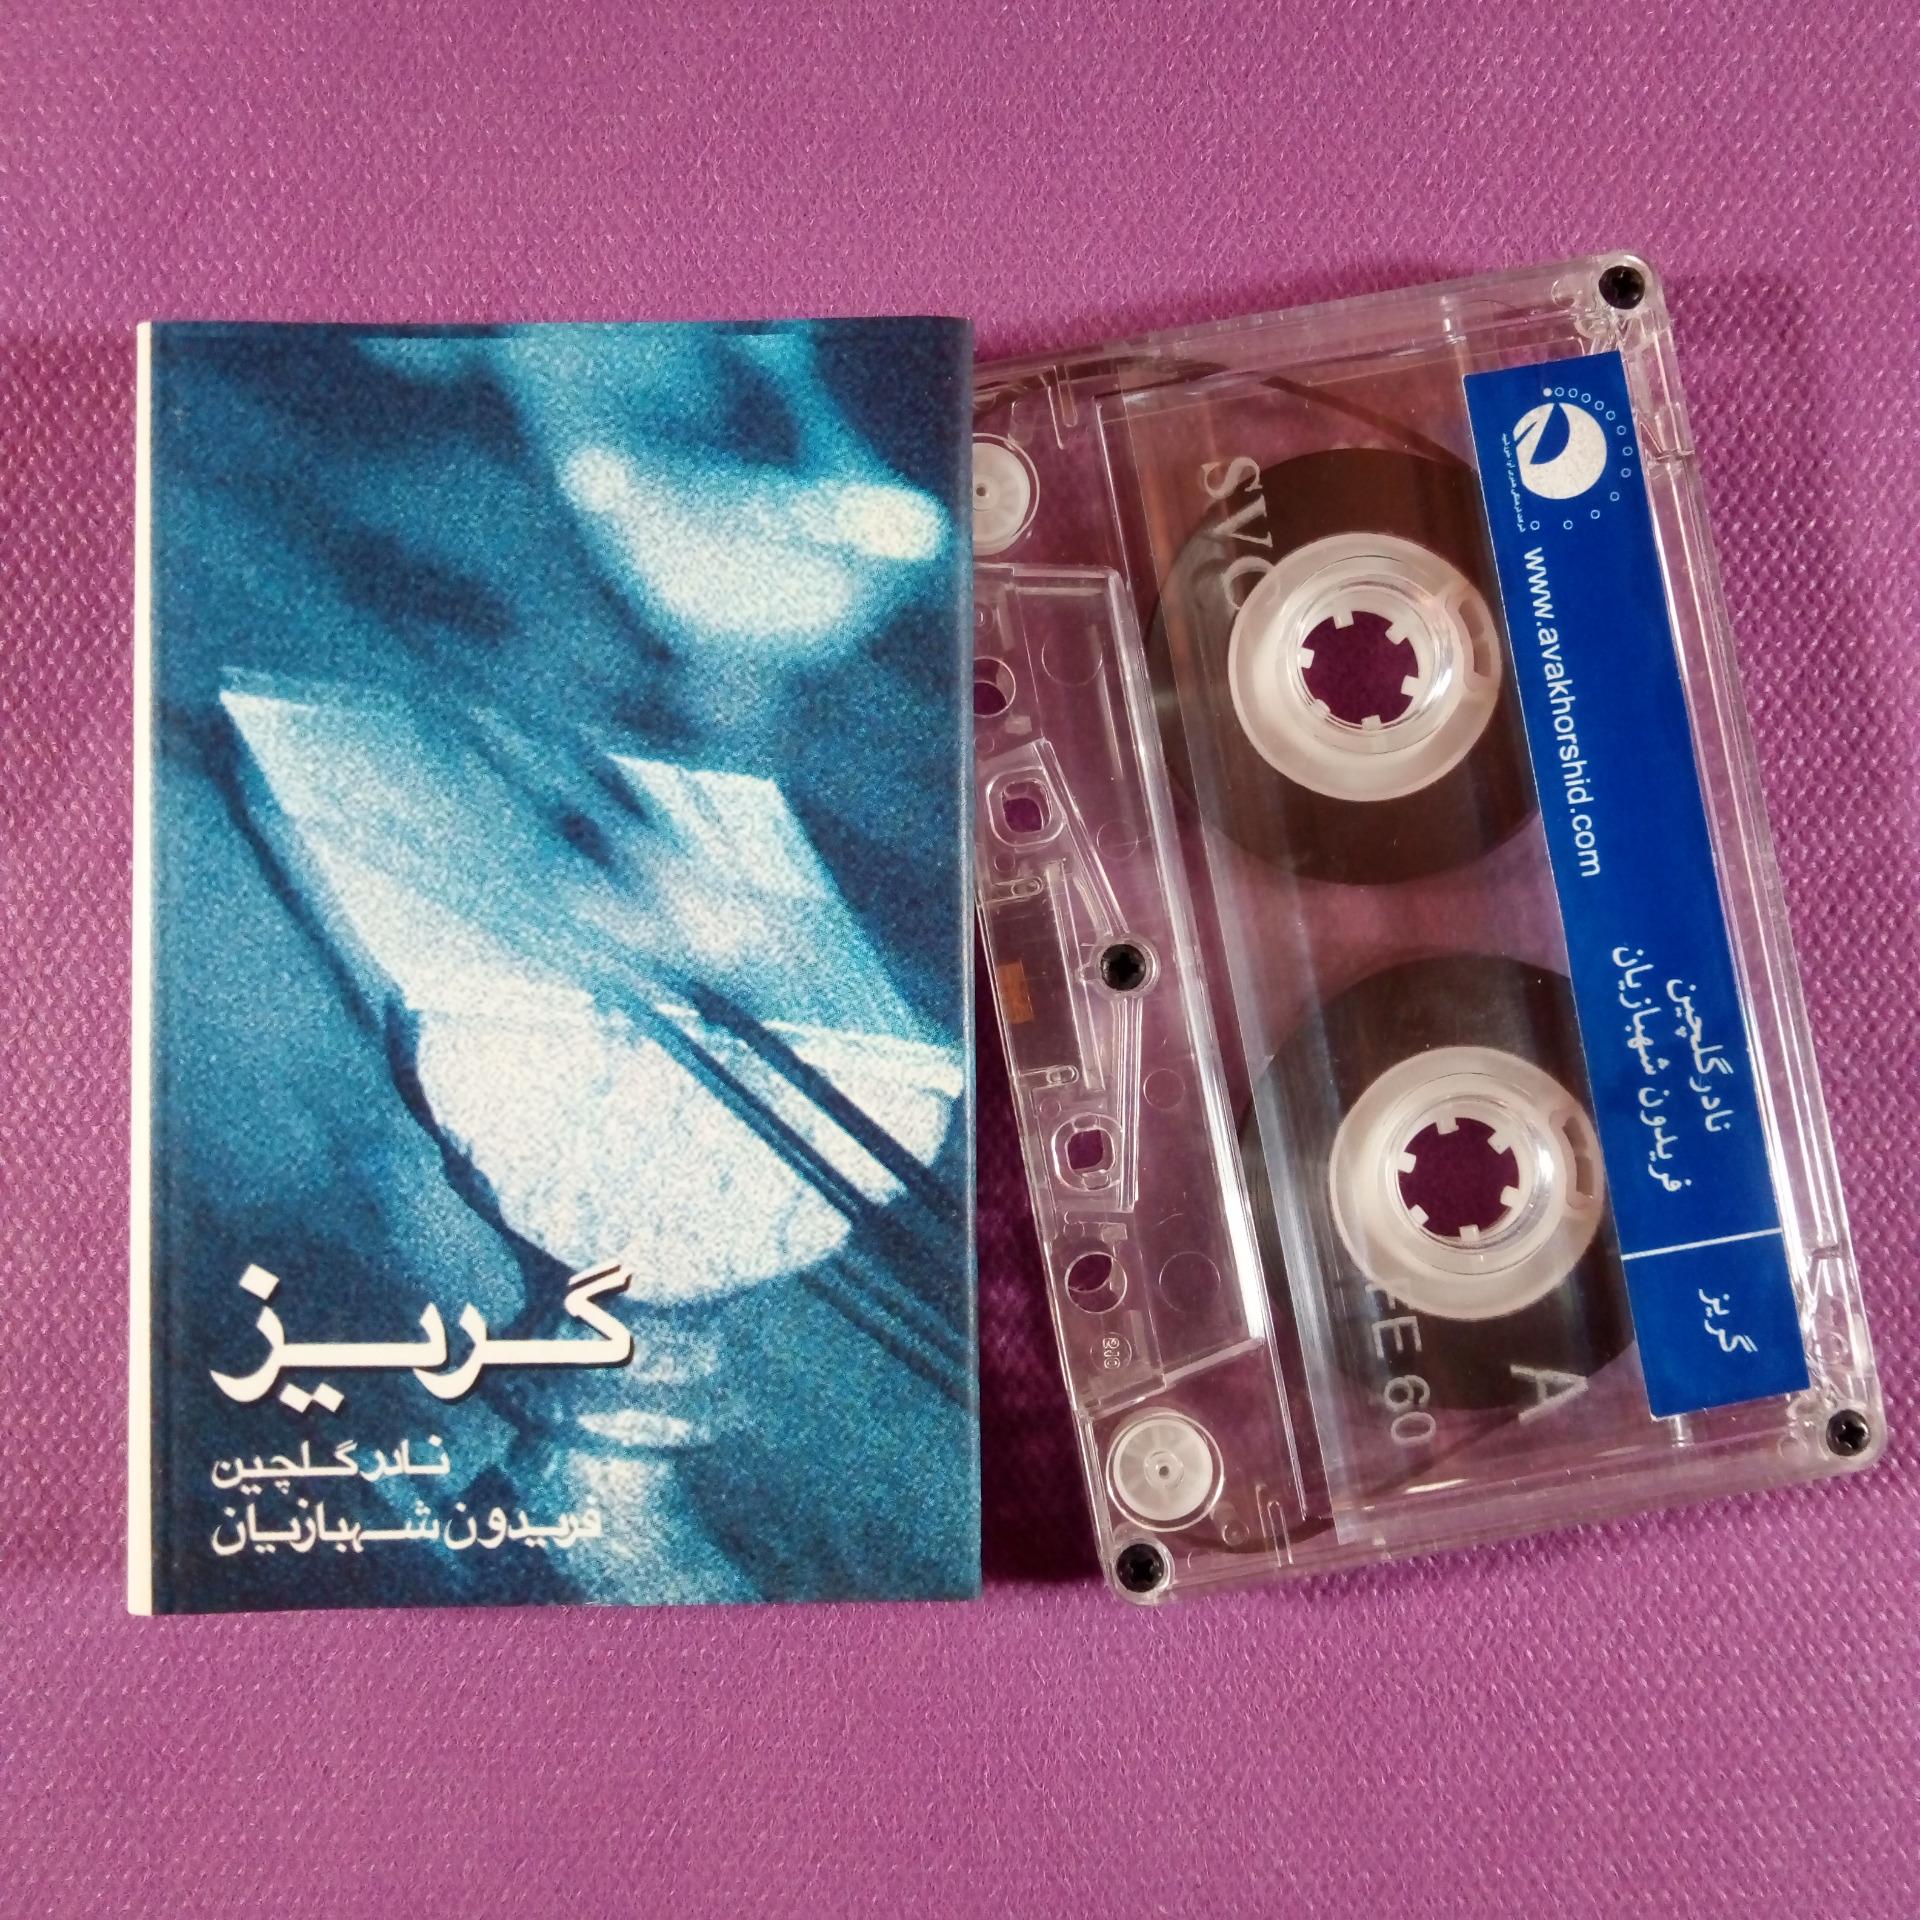 گریز
نادر گلچین
فریدون شهبازیان
www.avakhorshid.com
نادر گلچین
فریدون شهبازیان
گریز
A